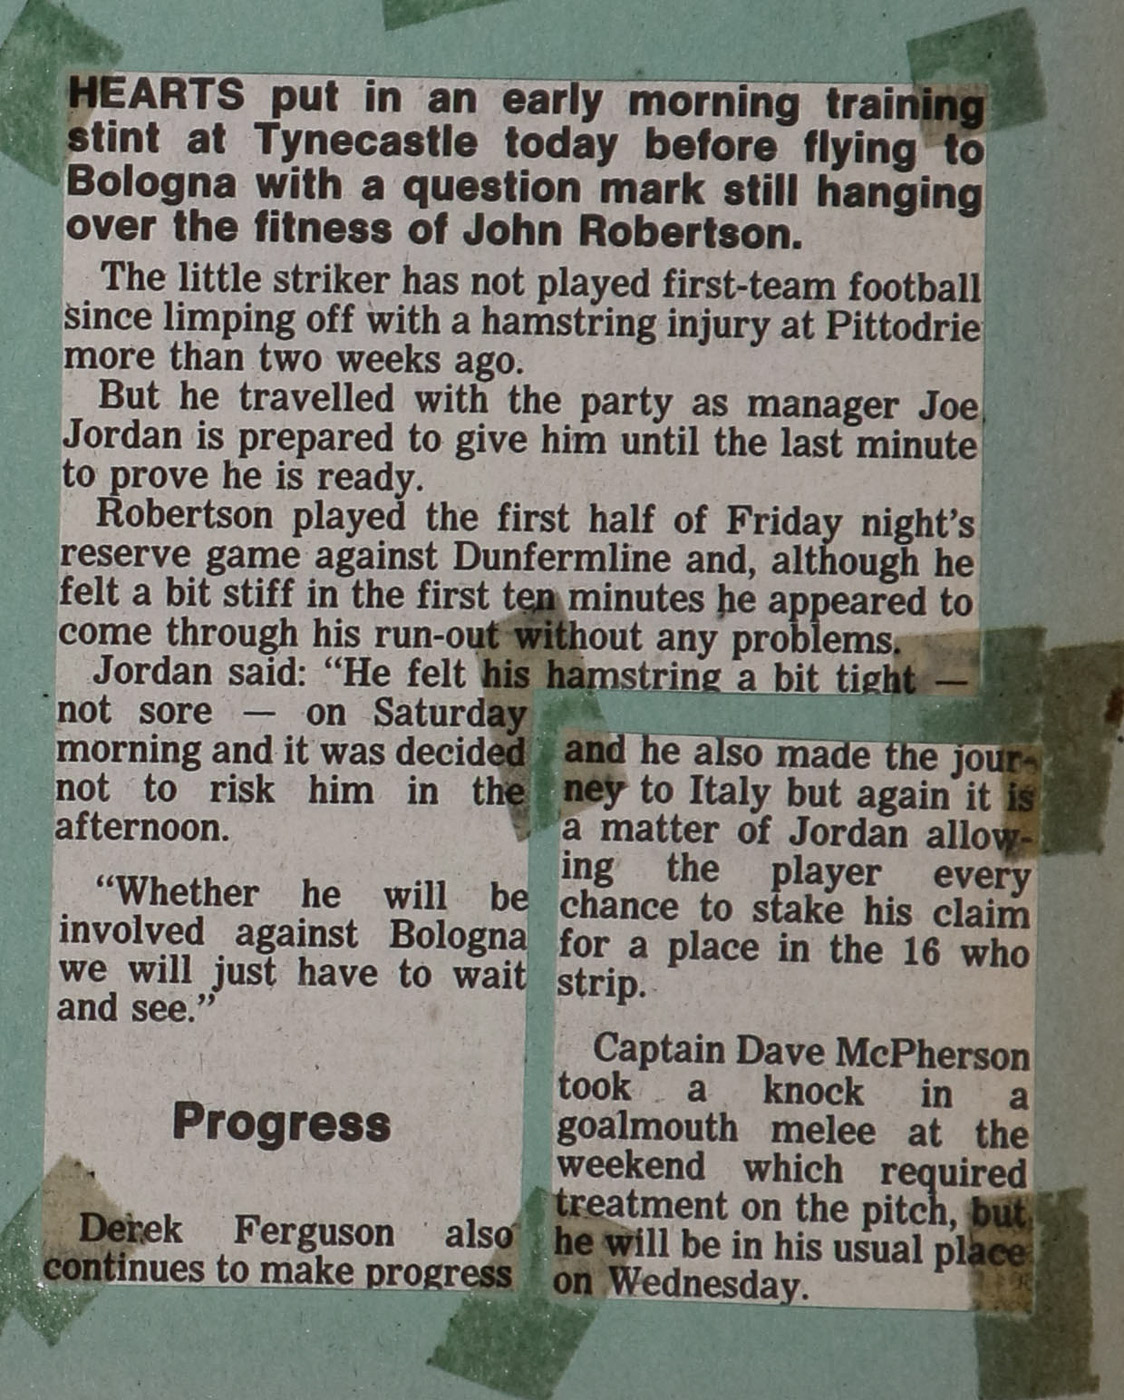 HEARTS put in an early morning training
stint at Tynecastle today before flying to
Bologna with a question mark still hanging
over the fitness of John Robertson.
The little striker has not played first-team football
since limping off with a hamstring injury at Pittodrie
more than two weeks ago.
But he travelled with the party as manager Joe
Jordan is prepared to give him until the last minute
to prove he is ready.
Robertson played the first half of Friday night's
reserve game against Dunfermline and, although he
felt a bit stiff in the first ten minutes he appeared to
come through his run-out without any problems.
Jordan said: “He felt his hamstring a bit tight —
not sore — on Saturday
morning and it was decided
not to risk him in the
afternoon.
“Whether he will be
involved against Bologna
we will just have to wait
and see.”
Progress
Derek Ferguson also
continues to make progress
and he also made the jour-
ney to Italy but again it is
a matter of Jordan allow-
ing the player every
chance to stake his claim
for a place in the 16 who
strip.
Captain Dave McPherson
took a knock in a
goalmouth melee at the
weekend which required
treatment on the pitch, but
he will be in his usual place
on Wednesday.